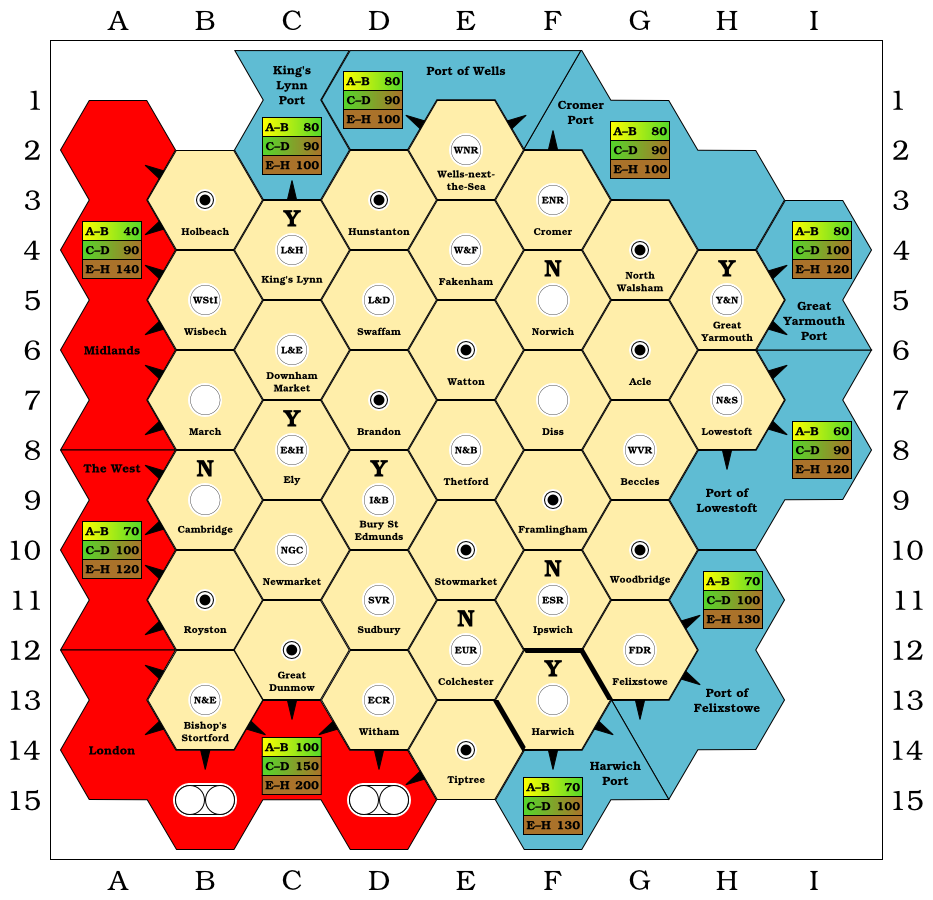 A B C D E F G H I
King's
Lynn
Port
A–B 80
C–D 90
E–H 100
A–B 80
C–D 90
E–H 100
Port of Wells
Cromer
Port
A–B 80
C–D 90
E–H 100
1 1
2 2
3 3
4 4
5 5
6 6
7 7
8 8
9 9
10 10
11 11
12 12
13 13
14 14
15 15
WNR
Wells-next-
the-Sea
Holbeach
Hunstanton
ENR
Cromer
Y
L&H
King's Lynn
W&F
Fakenham
North
Walsham
A–B 40
C–D 90
E–H 140
A–B 80
C–D 100
E–H 120
WStI
Wisbech
L&D
Swaffam
N
Norwich
Y
Y&N
Great
Yarmouth
Great
Yarmouth
Port
Midlands
L&E
Downham
Market
Watton
Acle
March
Brandon
Diss
N&S
Lowestoft
Y
E&H
Ely
N&B
Thetford
WVR
Beccles
A–B 60
C–D 90
E–H 120
The West
N
Cambridge
Y
I&B
Bury St
Edmunds
Framlingham
Port of
Lowestoft
A–B 70
C–D 100
E–H 120
NGC
Newmarket
Stowmarket
Woodbridge
Royston
SVR
Sudbury
N
ESR
Ipswich
A–B 70
C–D 100
E–H 130
Great
Dunmow
N
EUR
Colchester
FDR
Felixstowe
Port of
Felixstowe
N&E
Bishop's
Stortford
ECR
Witham
Y
Harwich
London
A–B 100
C–D 150
E–H 200
Tiptree
Harwich
Port
A–B 70
C–D 100
E–H 130
A B C D E F G H I